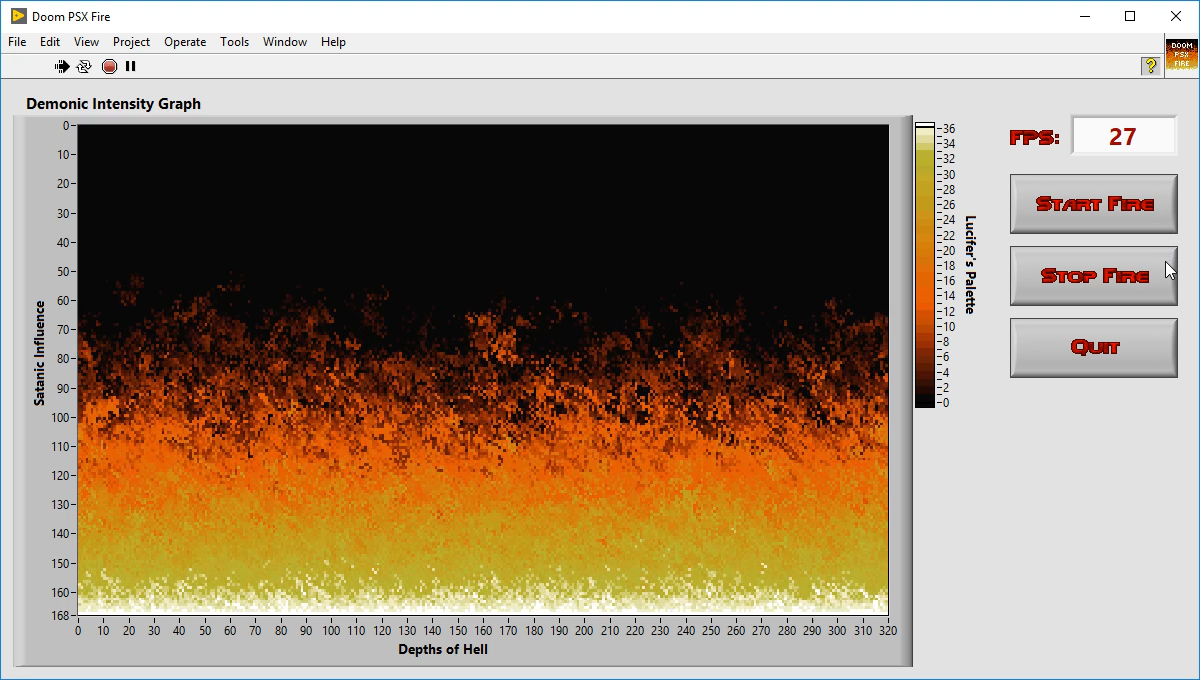 Doom PSX Fire
File Edit View Project Operate Tools Window Help
?
DOOM
PSX
FIRE
Demonic Intensity Graph
Satanic Influence
0
10
20
30
40
50
60
70
80
90
100
110
120
130
140
150
160
168
0 10 20 30 40 50 60 70 80 90 100 110 120 130 140 150 160 170 180 190 200 210 220 230 240 250 260 270 280 290 300 310 320
Depths of Hell
36
34
32
30
28
26
24
22
20
18
16
14
12
10
8
6
4
2
0
Lucifer's Palette
FPS: 27
Start Fire
Stop Fire
Quit